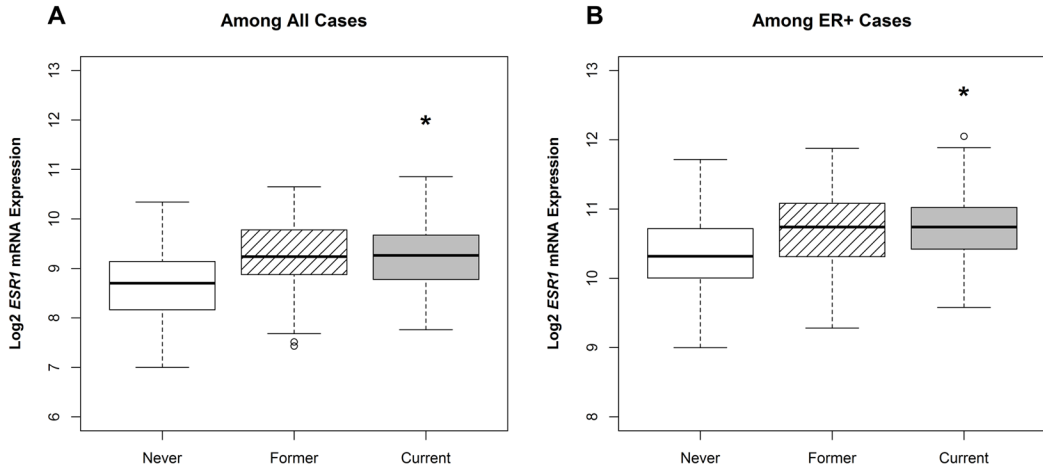 A
Among All Cases
Log2 ESR1 mRNA Expression
13
12
11
10
9
8
7
6
*
Never Former Current
B
Among ER+ Cases
Log2 ESR1 mRNA Expression
13
12
11
10
9
8
*
Never Former Current